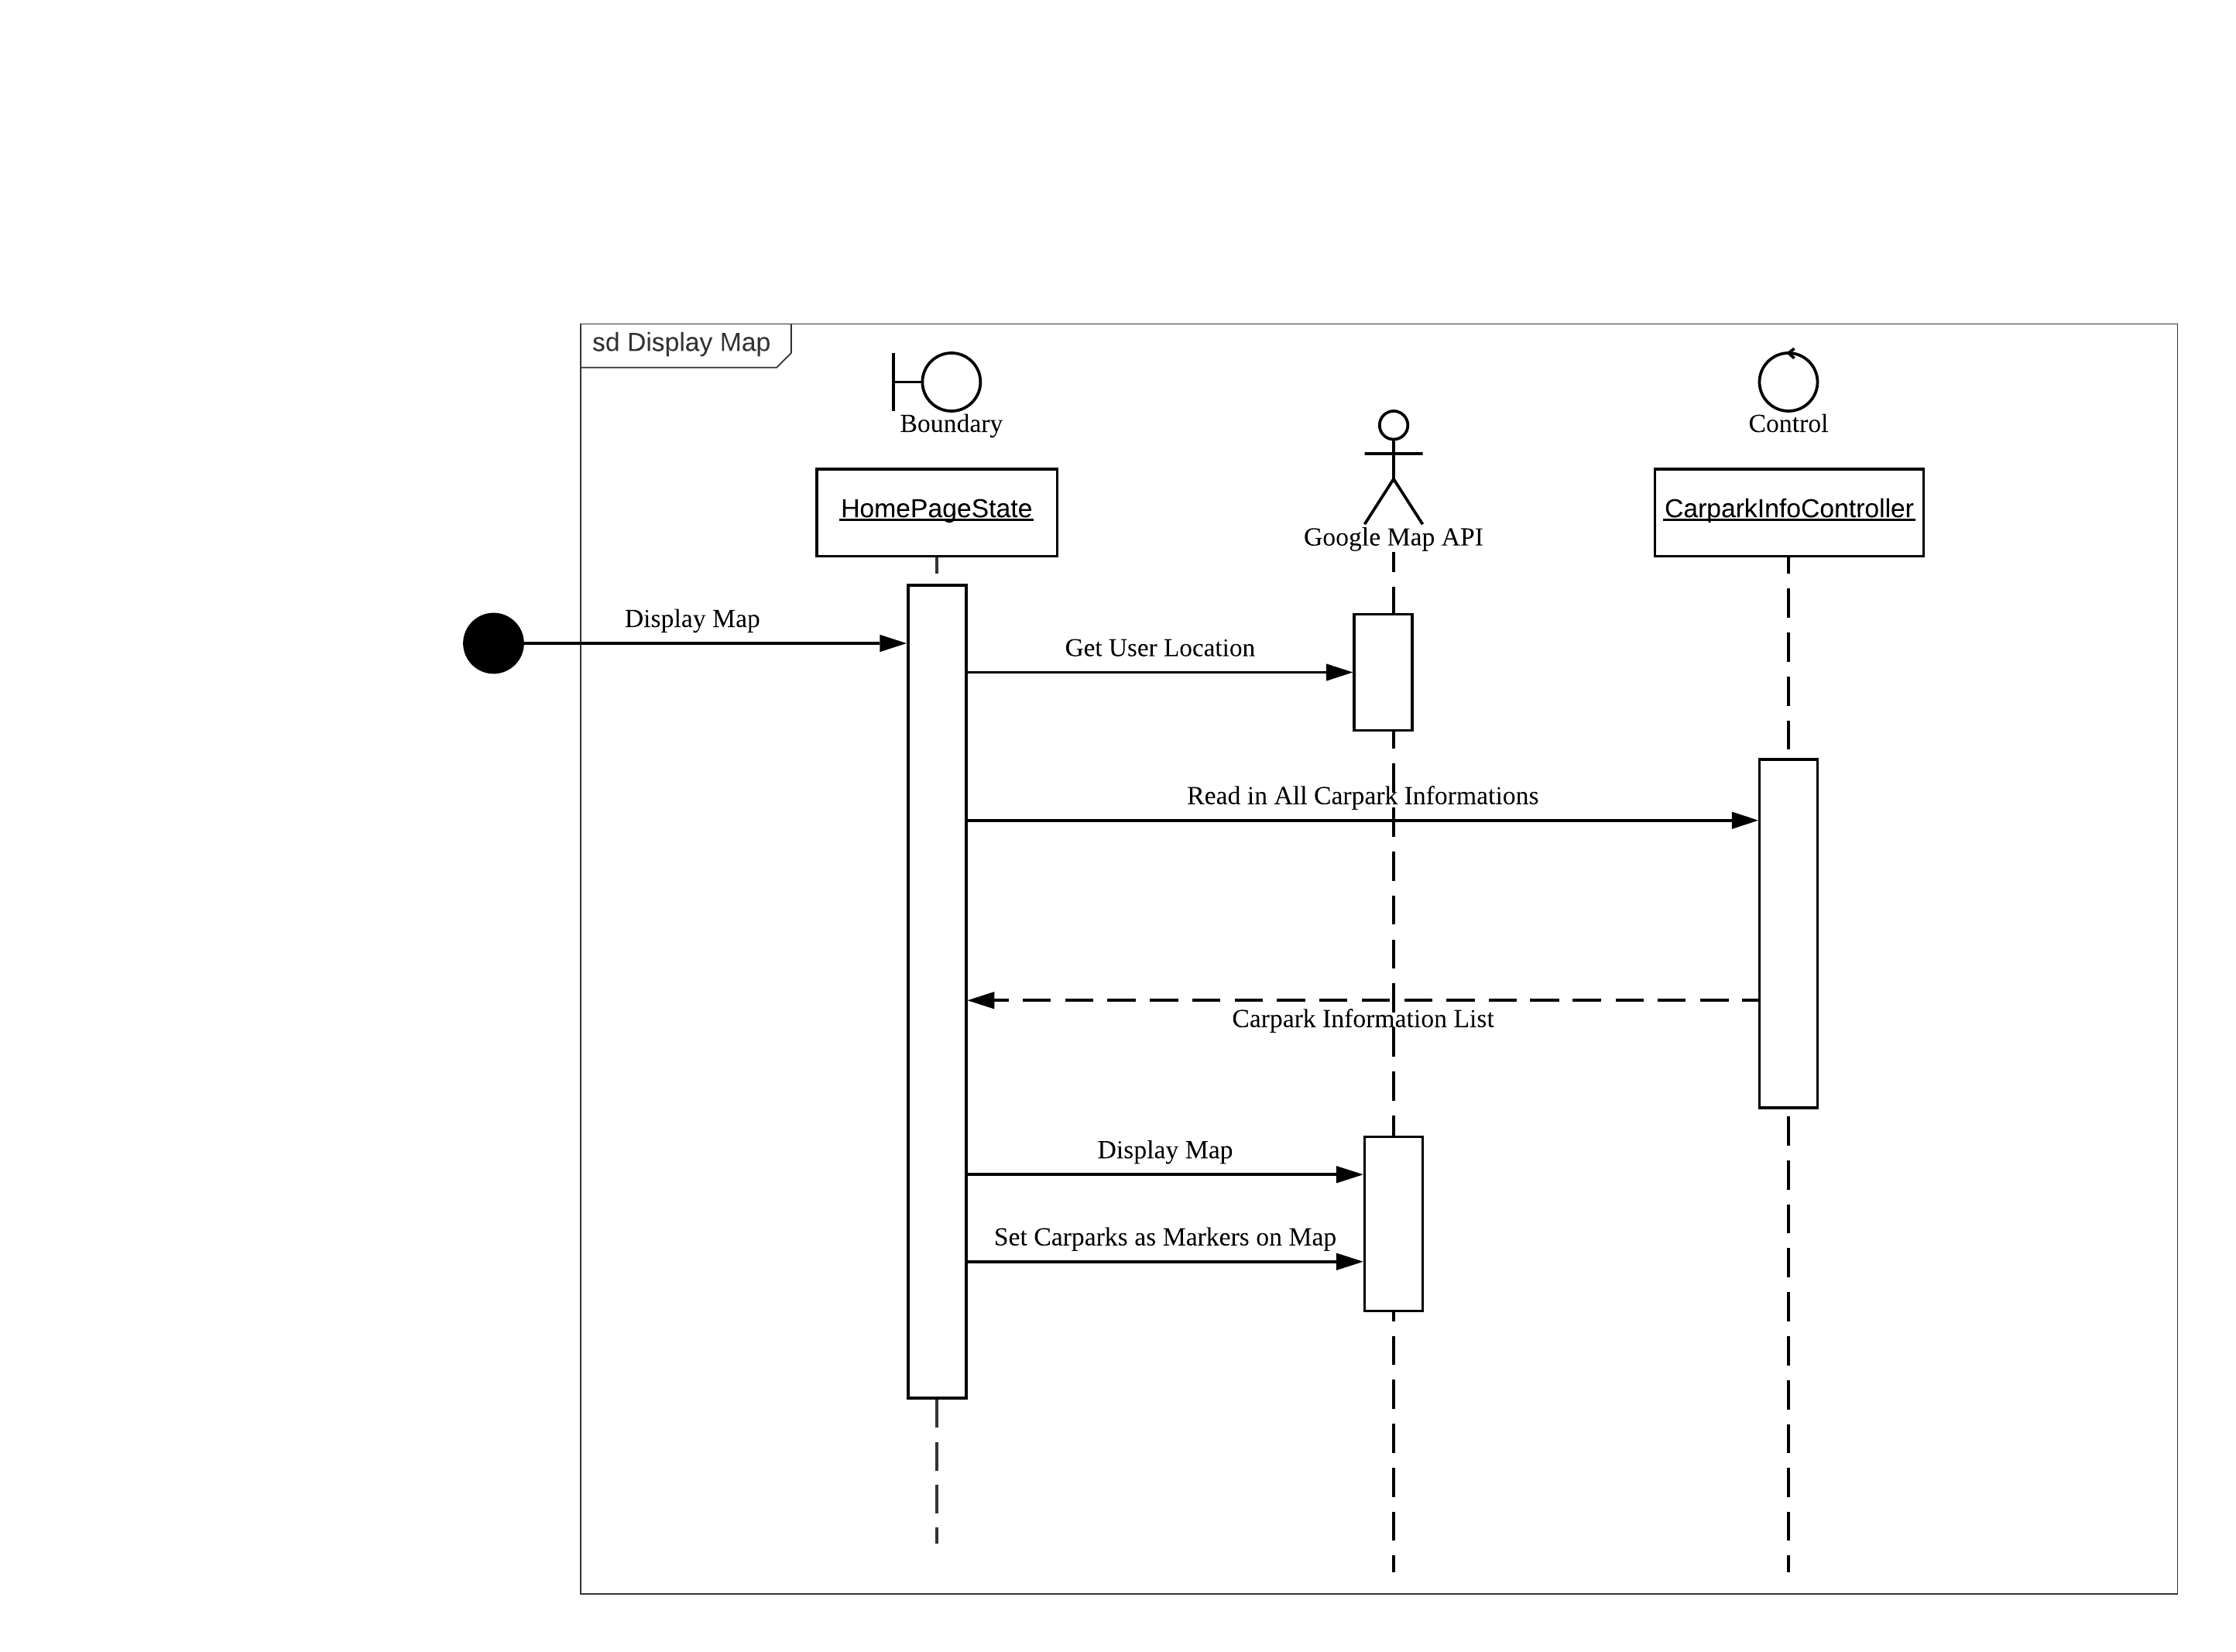 sd Display Map
Boundary
Control
HomePageState
CarparkInfoController
Google Map API
Display Map
Get User Location
Read in All Carpark Informations
Carpark Information List
Display Map
Set Carparks as Markers on Map